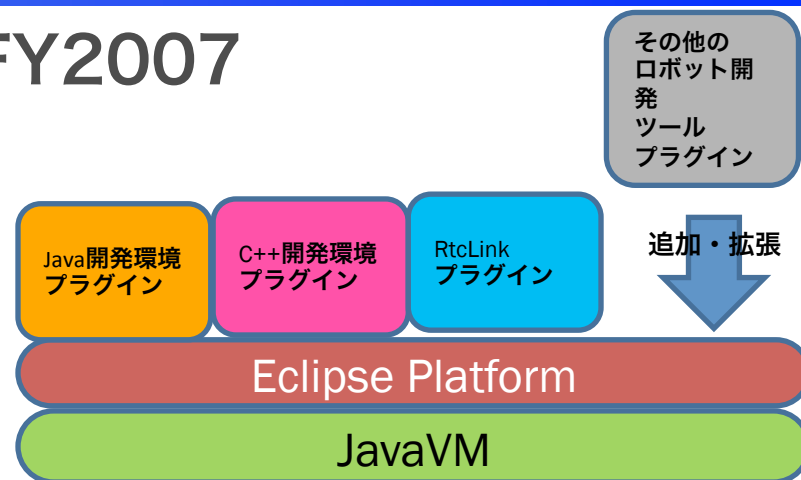 FY2007
その他の
ロボット開
発
ツール
プラグイン
Java開発環境
プラグイン
C++開発環境
プラグイン
RtcLink
プラグイン
追加・拡張
Eclipse Platform
JavaVM